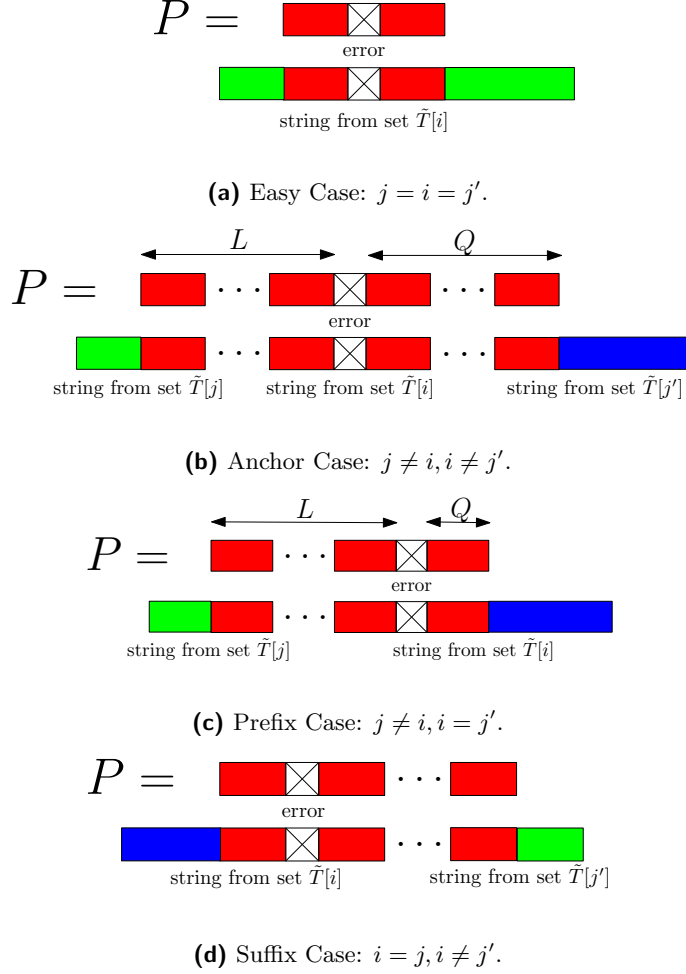 P =
error
string from set T̃[i]
(a) Easy Case: j = i = j′.
L Q
P = · · · · · ·
error
· · · · · ·
string from set T̃[j] string from set T̃[i] string from set T̃[j′]
(b) Anchor Case: j ≠ i, i ≠ j′.
L Q
P = · · ·
error
· · ·
string from set T̃[j] string from set T̃[i]
(c) Prefix Case: j ≠ i, i = j′.
P = · · ·
error
· · ·
string from set T̃[i] string from set T̃[j′]
(d) Suffix Case: i = j, i ≠ j′.